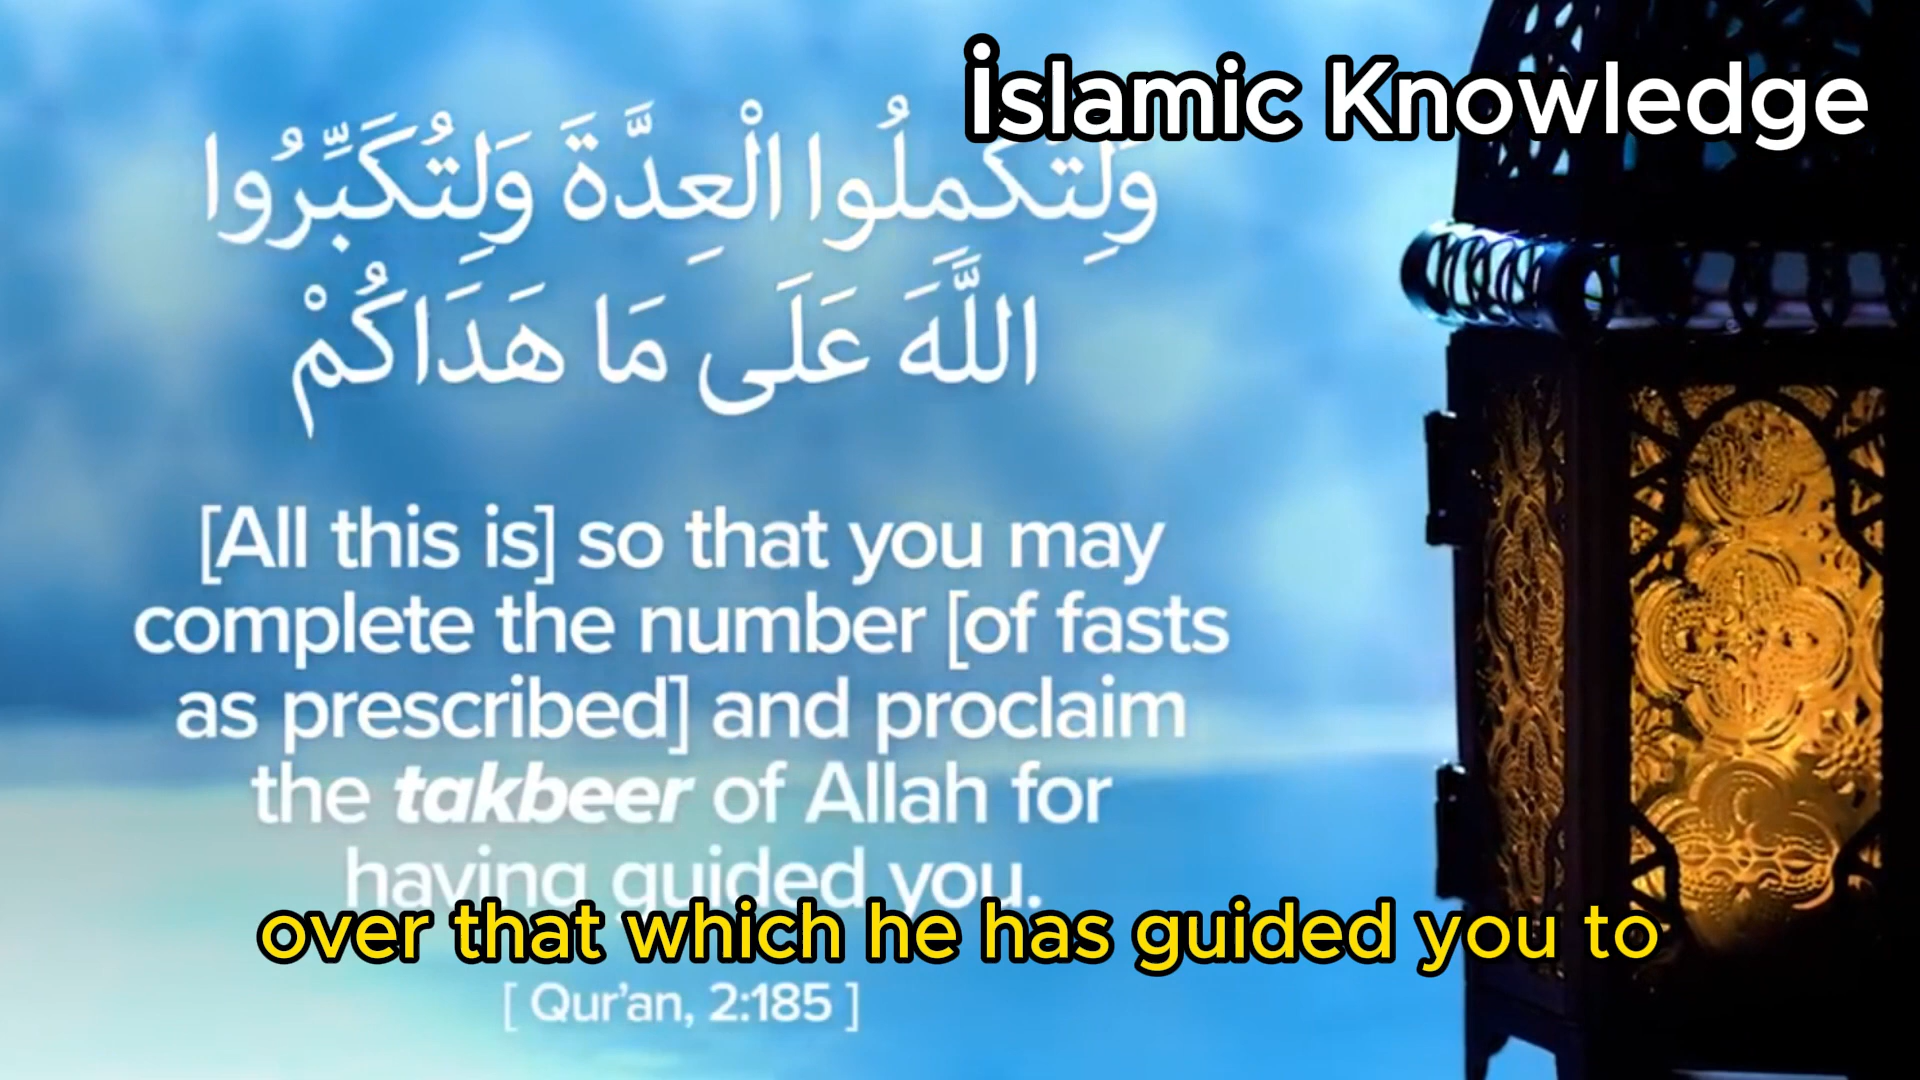 İslamic Knowledge
وَلِتُكْمِلُوا الْعِدَّةَ وَلِتُكَبِّرُوا
اللَّهَ عَلَى مَا هَدَاكُمْ
[All this is] so that you may
complete the number [of fasts
as prescribed] and proclaim
the takbeer of Allah for
having guided you.
over that which he has guided you to
[ Qur’an, 2:185 ]